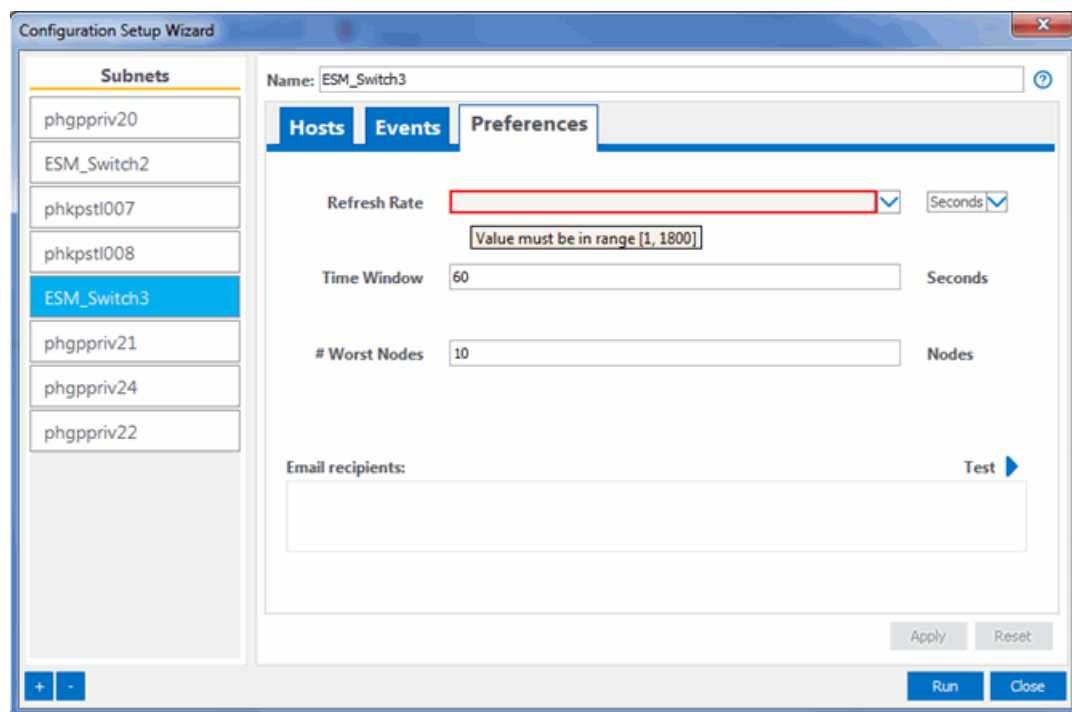 Configuration Setup Wizard
Subnets
phgppriv20
ESM_Switch2
phkpstl007
phkpstl008
ESM_Switch3
phgppriv21
phgppriv24
phgppriv22
+ -
Name: ESM_Switch3
Hosts Events Preferences
Refresh Rate Seconds
Value must be in range [1, 1800]
Time Window 60 Seconds
# Worst Nodes 10 Nodes
Email recipients: Test
Apply Reset
Run Close